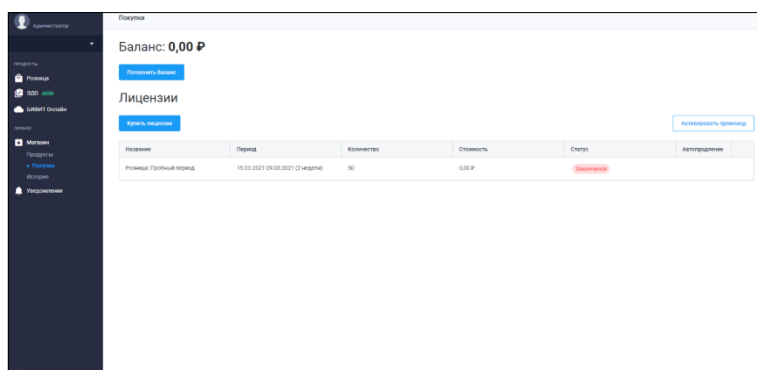 Администратор
Покупки
Баланс: 0,00 ₽
Пополнить баланс
Лицензии
Купить лицензию
Активировать промокод
Название Период Количество Стоимость Статус Автопродление
Розница: Пробный период 15.03.2021-29.03.2021 (2 недели) 50 0,00 ₽ Закончился
ПРОДУКТЫ
Розница
ЭДО
БИФИТ Онлайн
Магазин
Продукты
Покупки
История
Уведомления